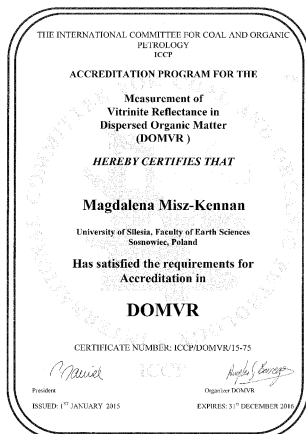 THE INTERNATIONAL COMMITTEE FOR COAL AND ORGANIC
PETROLOGY
ICCP
ACCREDITATION PROGRAM FOR THE
Measurement of
Vitrinite Reflectance in
Dispersed Organic Matter
(DOMVR )
HEREBY CERTIFIES THAT
Magdalena Misz-Kennan
University of Silesia, Faculty of Earth Sciences
Sosnowiec, Poland
Has satisfied the requirements for
Accreditation in
DOMVR
CERTIFICATE NUMBER: ICCP/DOMVR/15-75
ICCP
President Organizer DOMVR
ISSUED: 1ST JANUARY 2015 EXPIRES: 31st DECEMBER 2016